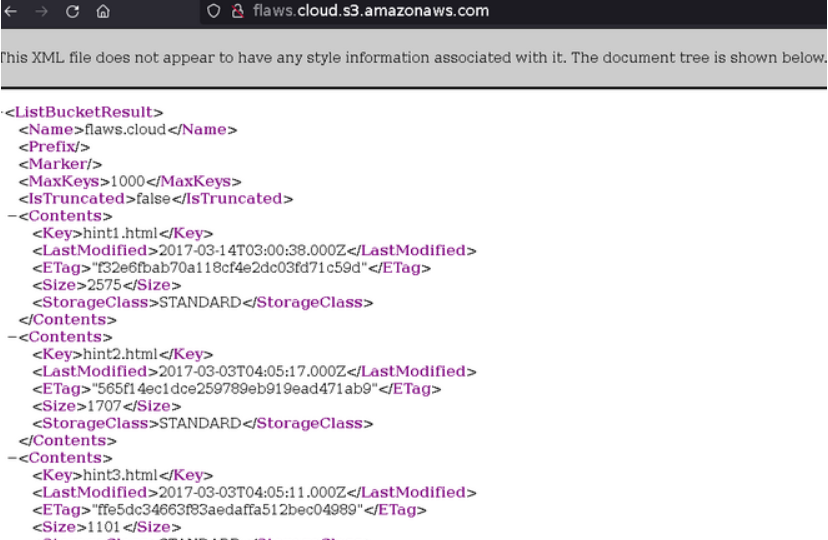 flaws.cloud.s3.amazonaws.com
This XML file does not appear to have any style information associated with it. The document tree is shown below.
-<ListBucketResult>
<Name>flaws.cloud</Name>
<Prefix/>
<Marker/>
<MaxKeys>1000</MaxKeys>
<IsTruncated>false</IsTruncated>
-<Contents>
<Key>hint1.html</Key>
<LastModified>2017-03-14T03:00:38.000Z</LastModified>
<ETag>"f32e6fbab70a118cf4e2dc03fd71c59d"</ETag>
<Size>2575</Size>
<StorageClass>STANDARD</StorageClass>
</Contents>
-<Contents>
<Key>hint2.html</Key>
<LastModified>2017-03-03T04:05:17.000Z</LastModified>
<ETag>"565f14ec1dce259789eb919ead471ab9"</ETag>
<Size>1707</Size>
<StorageClass>STANDARD</StorageClass>
</Contents>
-<Contents>
<Key>hint3.html</Key>
<LastModified>2017-03-03T04:05:11.000Z</LastModified>
<ETag>"ffe5dc34663f83aedaffa512bec04989"</ETag>
<Size>1101</Size>